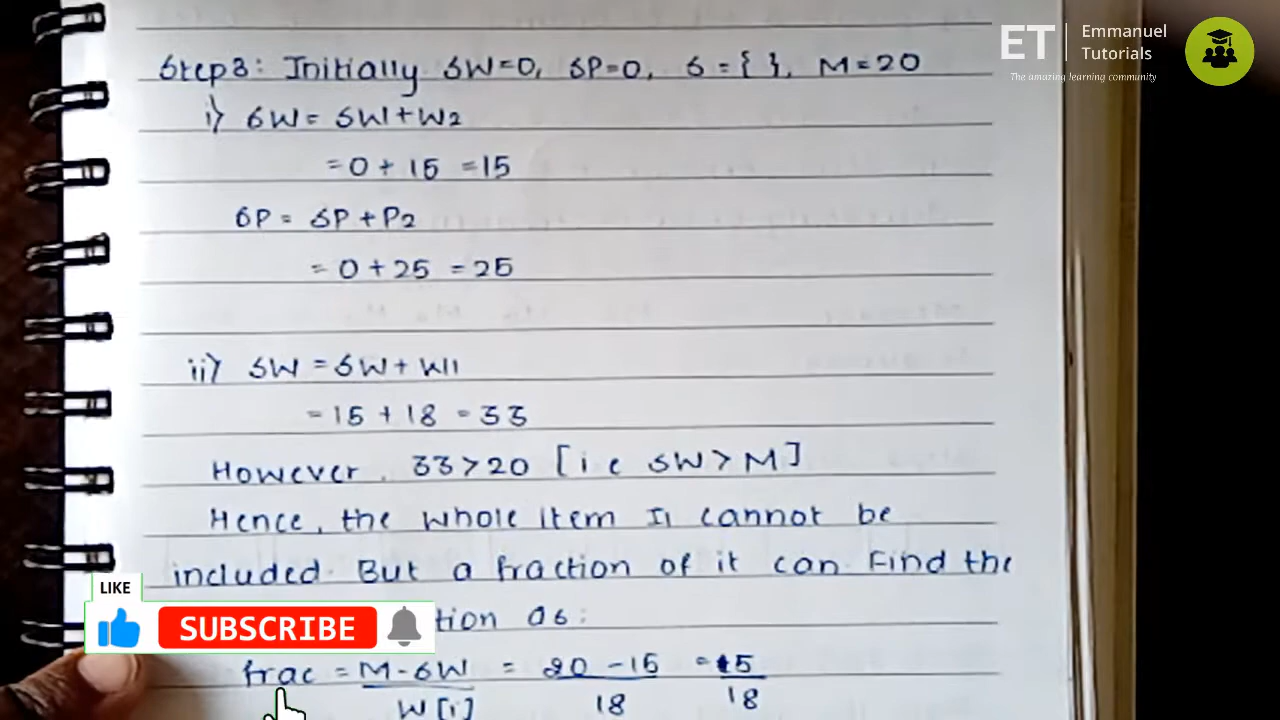 ET Emmanuel Tutorials
The amazing learning community
Step3: Initially SW=0, SP=0, S={ }, M=20
i) SW = SW+W2
= 0 + 15 = 15
SP = SP + P2
= 0 + 25 = 25
ii) SW = SW + W1
= 15 + 18 = 33
However, 33>20 [i.e SW>M]
Hence, the whole item I1 cannot be
included. But a fraction of it can. Find the
LIKE
SUBSCRIBE
tion as:
frac = M-SW / W[i] = 20-15 / 18 = 5 / 18